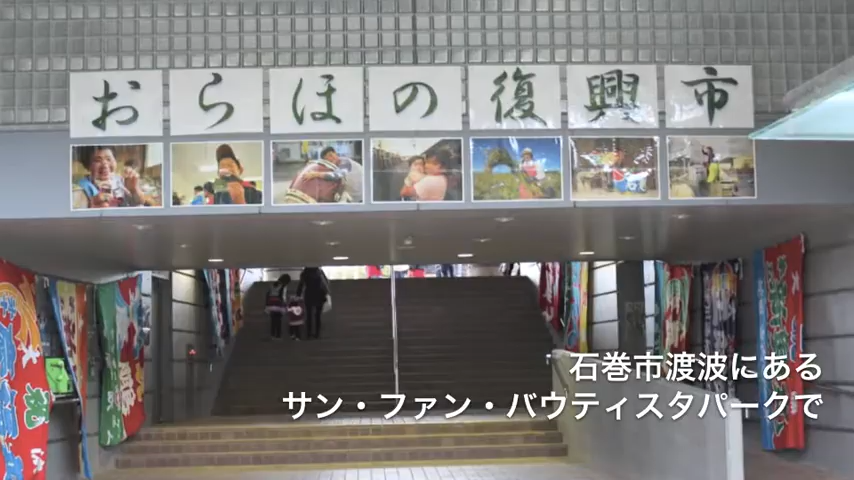 おらほの復興市
石巻市渡波にある
サン・ファン・バウティスタパークで